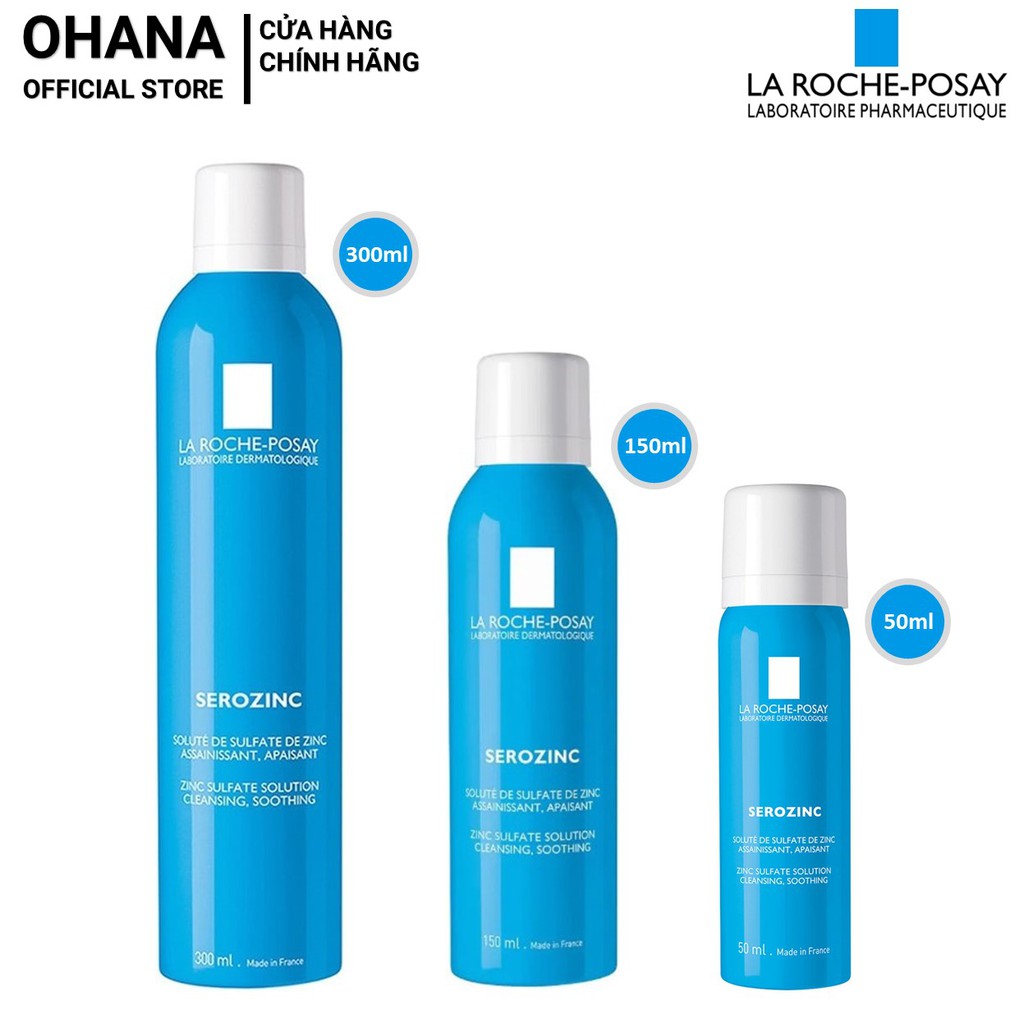 OHANA
OFFICIAL STORE
CỬA HÀNG
CHÍNH HÃNG
LA ROCHE-POSAY
LABORATOIRE PHARMACEUTIQUE
300ml
LA ROCHE-POSAY
LABORATOIRE DERMATOLOGIQUE
SEROZINC
SOLUTÉ DE SULFATE DE ZINC
ASSAINISSANT, APAISANT
ZINC SULFATE SOLUTION
CLEANSING, SOOTHING
300 ml . Made in France
150ml
LA ROCHE-POSAY
LABORATOIRE DERMATOLOGIQUE
SEROZINC
SOLUTÉ DE SULFATE DE ZINC
ASSAINISSANT, APAISANT
ZINC SULFATE SOLUTION
CLEANSING, SOOTHING
150 ml . Made in France
50ml
LA ROCHE-POSAY
LABORATOIRE DERMATOLOGIQUE
SEROZINC
SOLUTÉ DE SULFATE DE ZINC
ASSAINISSANT, APAISANT
ZINC SULFATE SOLUTION
CLEANSING, SOOTHING
50 ml . Made in France